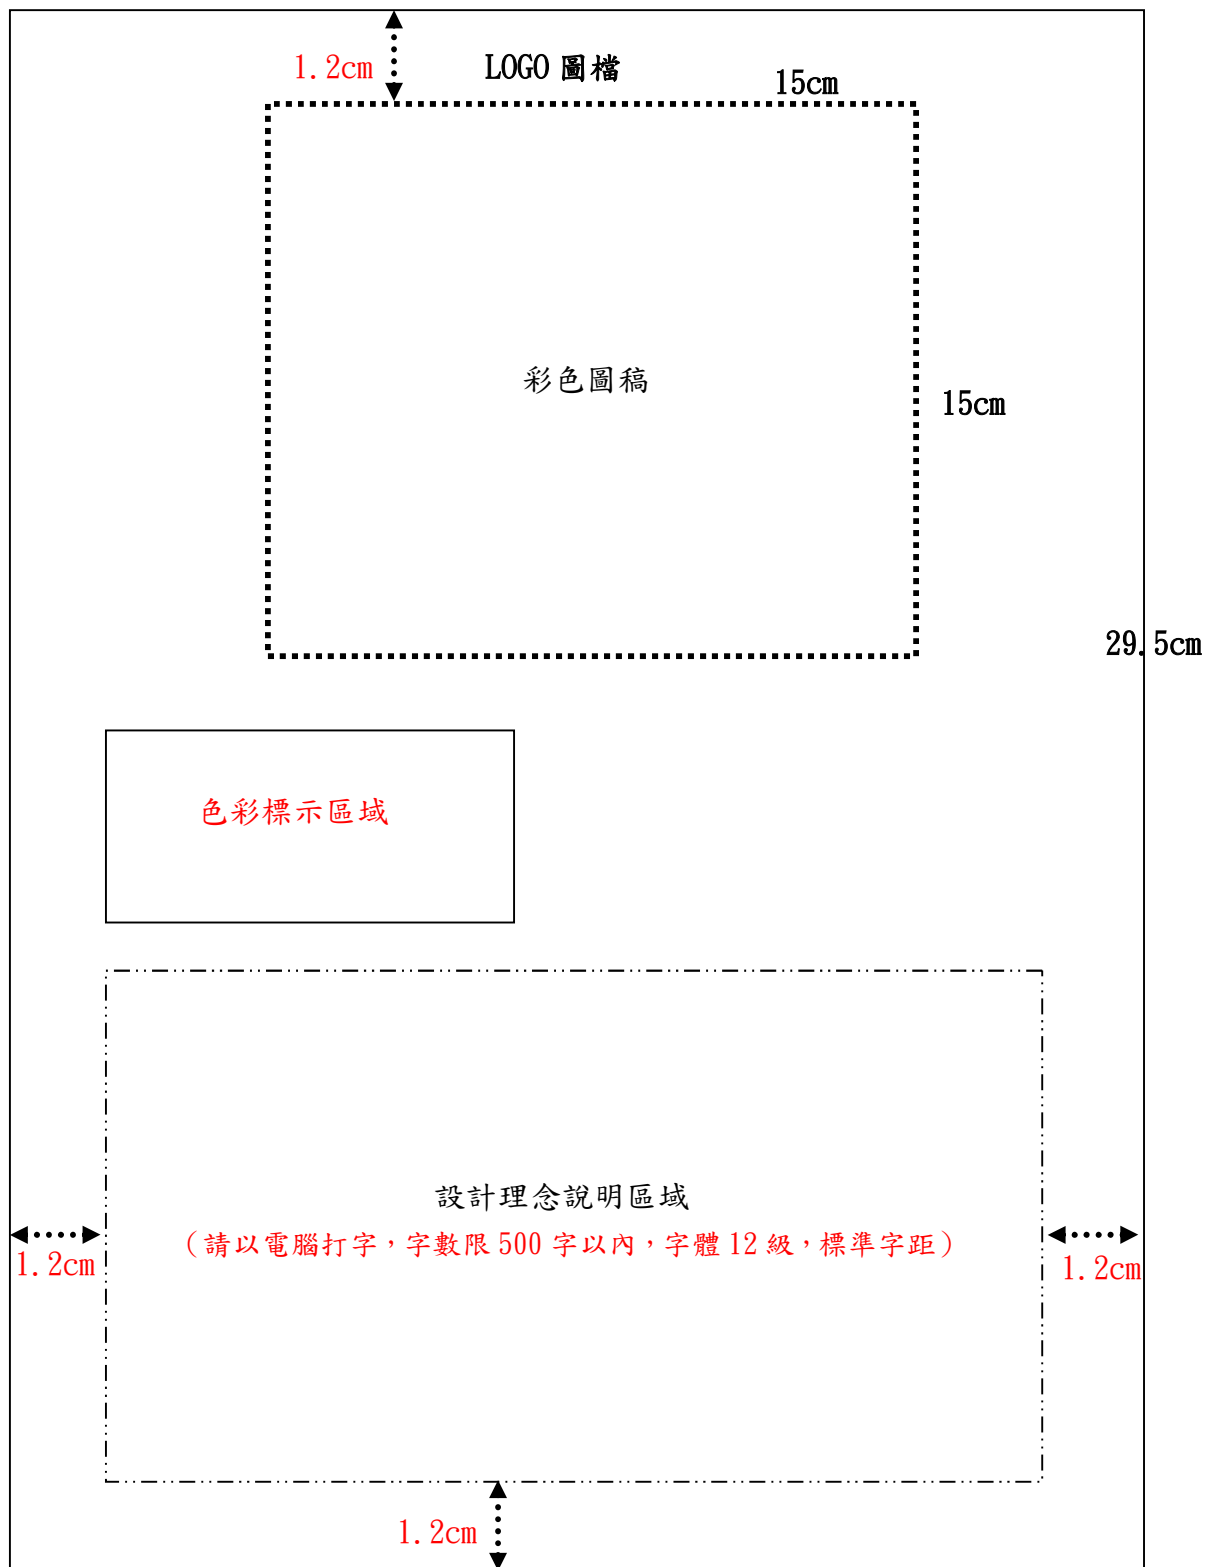 1.2cm
LOGO 圖檔
15cm
彩色圖稿
15cm
29.5cm
色彩標示區域
設計理念說明區域
（請以電腦打字，字數限 500 字以內，字體 12 級，標準字距）
1.2cm
1.2cm
1.2cm